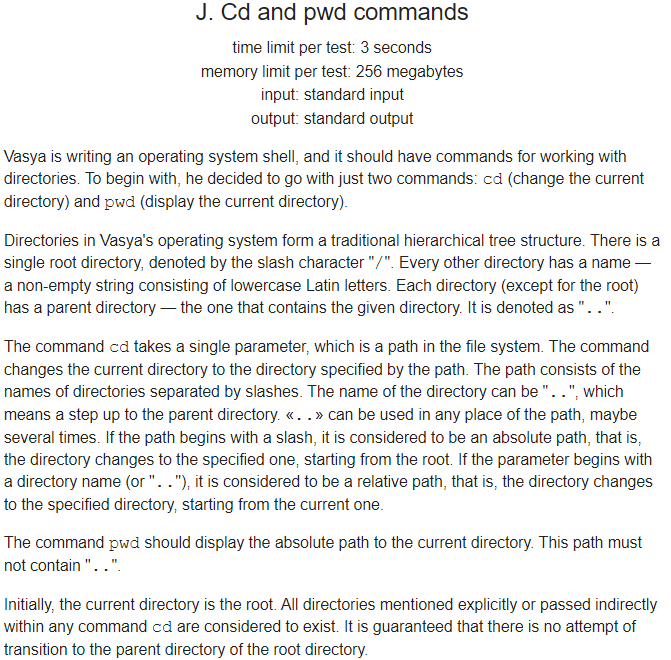 J. Cd and pwd commands
time limit per test: 3 seconds
memory limit per test: 256 megabytes
input: standard input
output: standard output
Vasya is writing an operating system shell, and it should have commands for working with
directories. To begin with, he decided to go with just two commands: cd (change the current
directory) and pwd (display the current directory).
Directories in Vasya's operating system form a traditional hierarchical tree structure. There is a
single root directory, denoted by the slash character "/". Every other directory has a name —
a non-empty string consisting of lowercase Latin letters. Each directory (except for the root)
has a parent directory — the one that contains the given directory. It is denoted as "..".
The command cd takes a single parameter, which is a path in the file system. The command
changes the current directory to the directory specified by the path. The path consists of the
names of directories separated by slashes. The name of the directory can be "..", which
means a step up to the parent directory. «..» can be used in any place of the path, maybe
several times. If the path begins with a slash, it is considered to be an absolute path, that is,
the directory changes to the specified one, starting from the root. If the parameter begins with
a directory name (or ".."), it is considered to be a relative path, that is, the directory changes
to the specified directory, starting from the current one.
The command pwd should display the absolute path to the current directory. This path must
not contain "..".
Initially, the current directory is the root. All directories mentioned explicitly or passed indirectly
within any command cd are considered to exist. It is guaranteed that there is no attempt of
transition to the parent directory of the root directory.